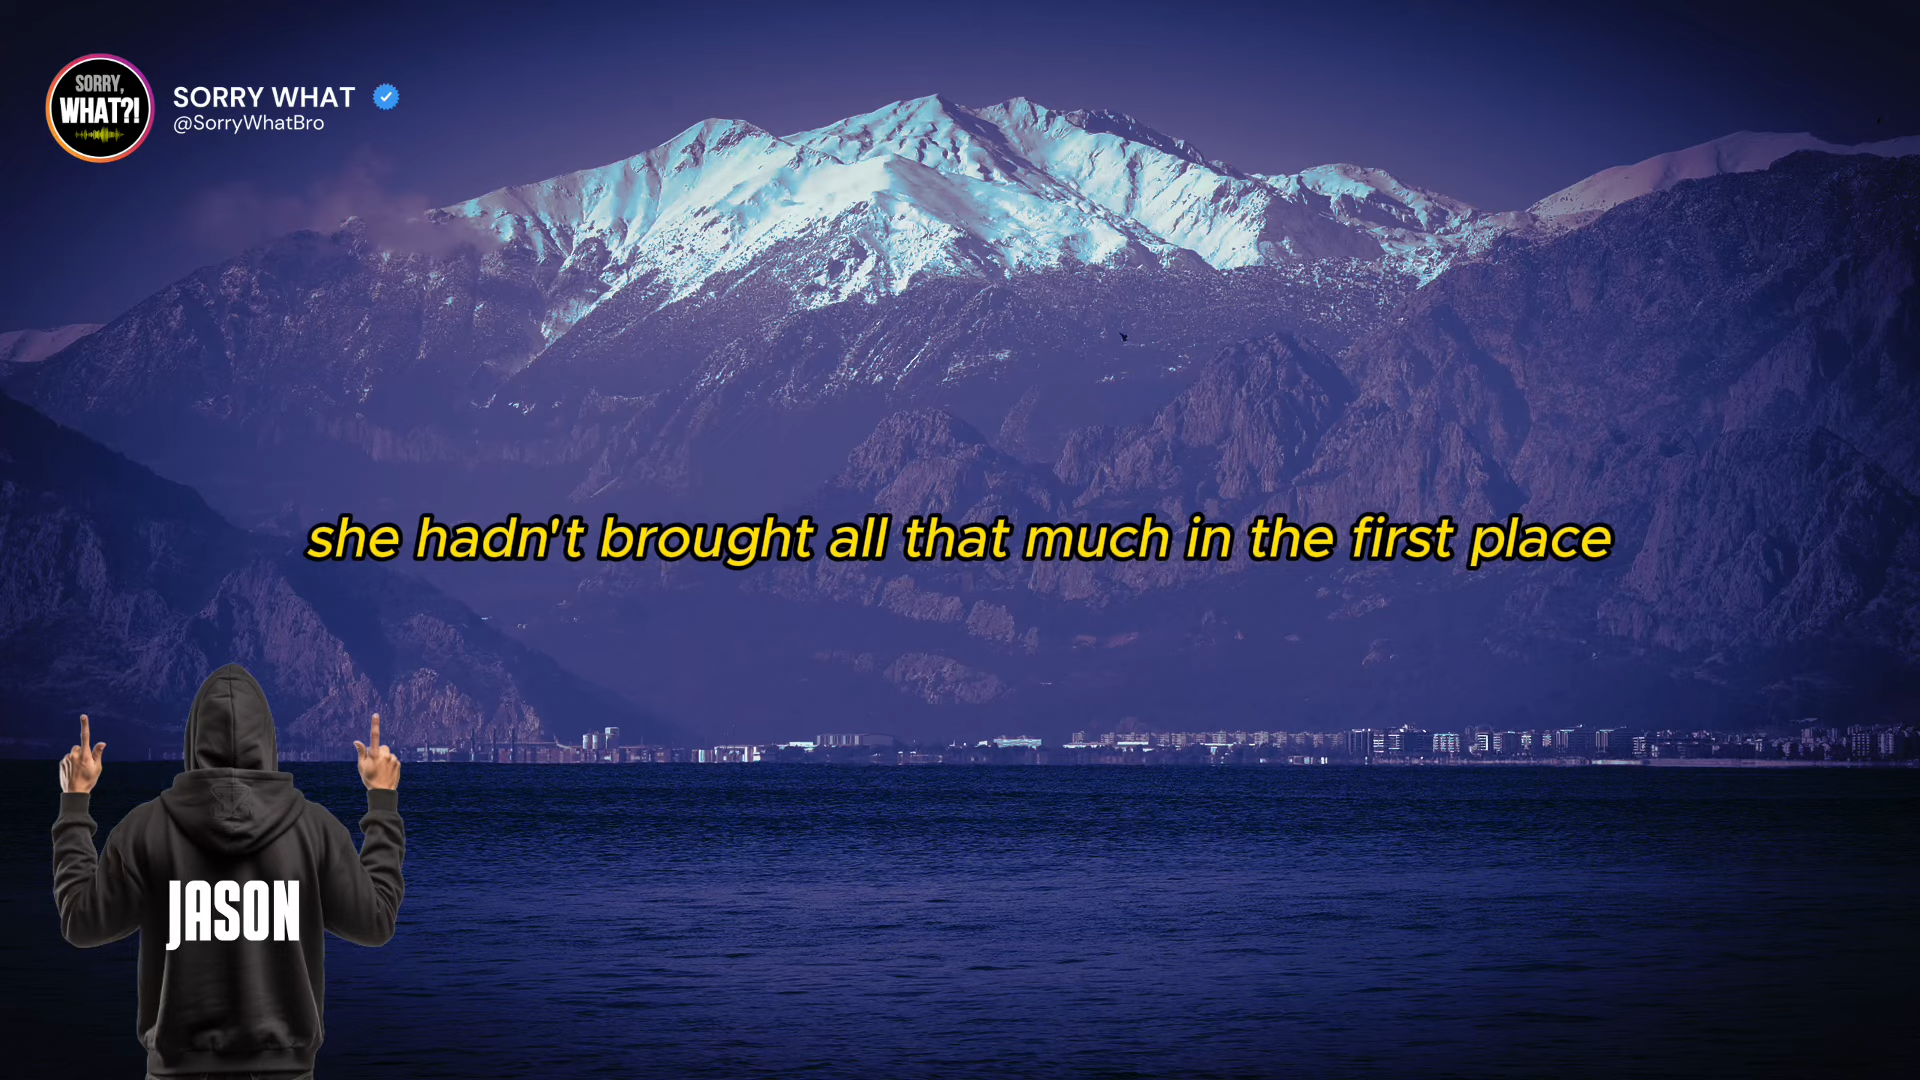 SORRY,
WHAT?!
SORRY WHAT
@SorryWhatBro
she hadn't brought all that much in the first place
JASON